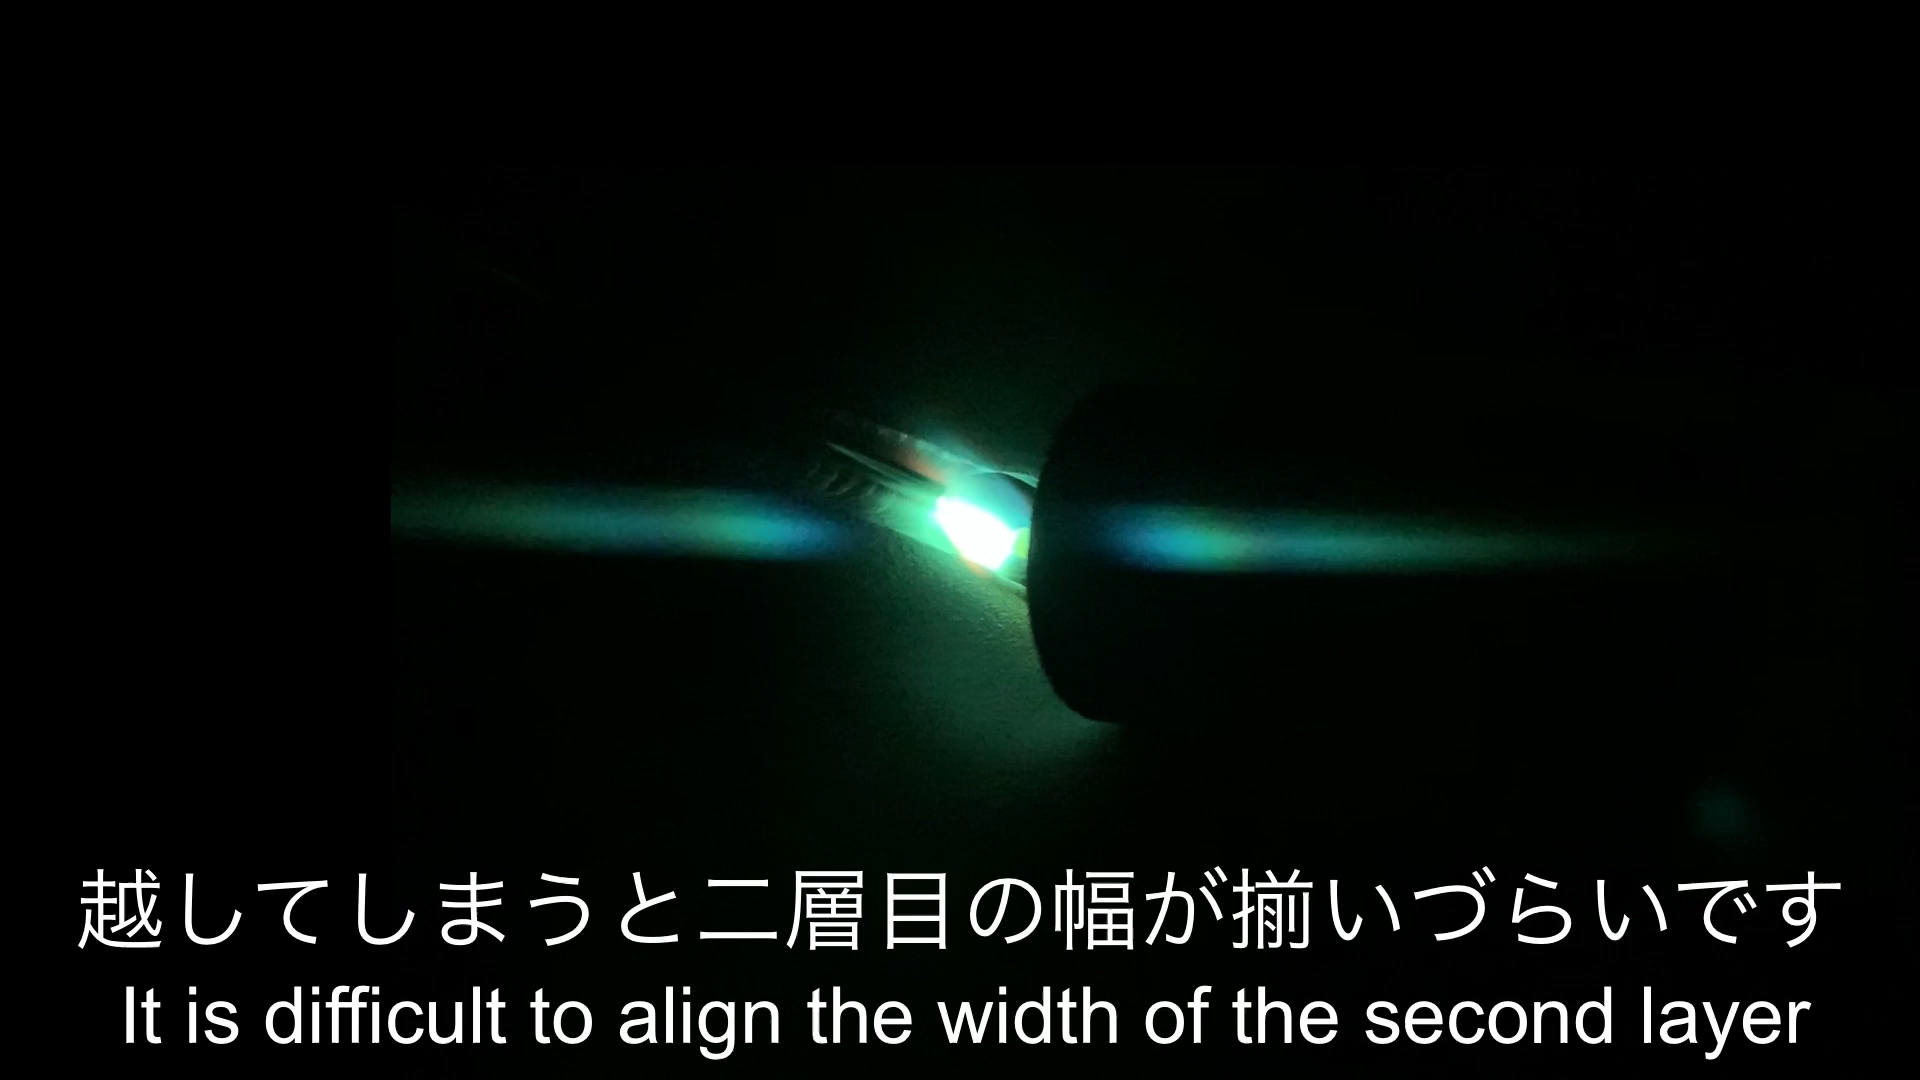 越してしまうと二層目の幅が揃いづらいです
It is difficult to align the width of the second layer